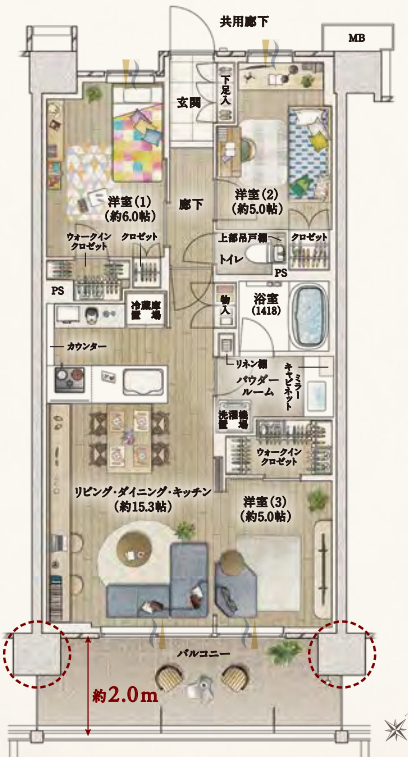 共用廊下
MB
玄関
下足入
洋室(1)
(約6.0帖)
廊下
洋室(2)
(約5.0帖)
ウォークイン
クロゼット
クロゼット
上部吊戸棚
トイレ
クロゼット
PS
PS
冷蔵庫
置場
物入
浴室
(1418)
カウンター
リネン棚
パウダー
ルーム
ミラー
キャビネット
洗濯機
置場
ウォークイン
クロゼット
リビング・ダイニング・キッチン
(約15.3帖)
洋室(3)
(約5.0帖)
バルコニー
約2.0m